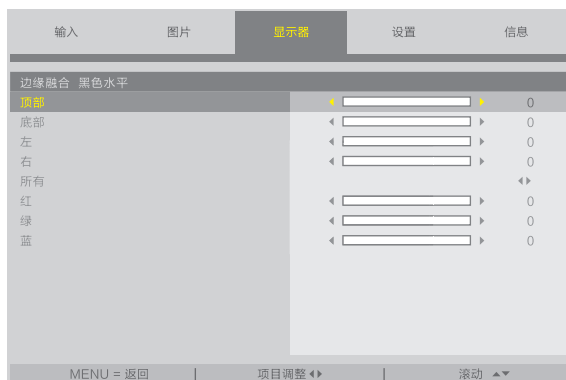 输入 图片 显示器 设置 信息
边缘融合 黑色水平
顶部 0
底部 0
左 0
右 0
所有
红 0
绿 0
蓝 0
MENU = 返回 | 项目调整 | 滚动